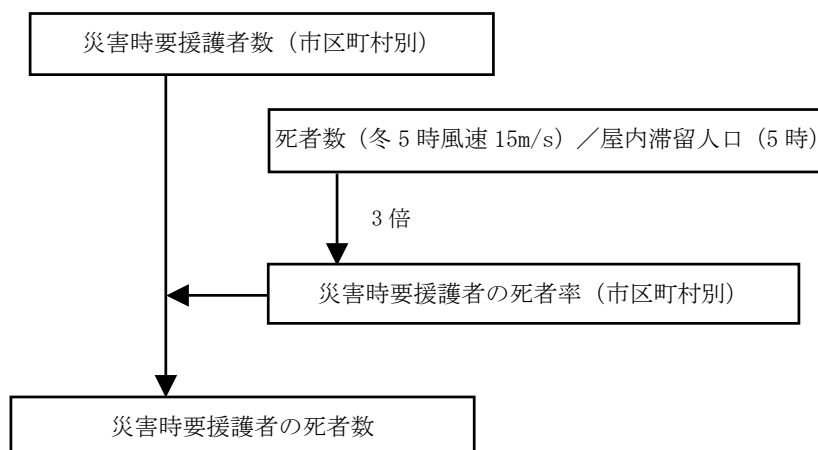 災害時要援護者数（市区町村別）
死者数（冬5時風速15m/s）／屋内滞留人口（5時）
3倍
災害時要援護者の死者率（市区町村別）
災害時要援護者の死者数